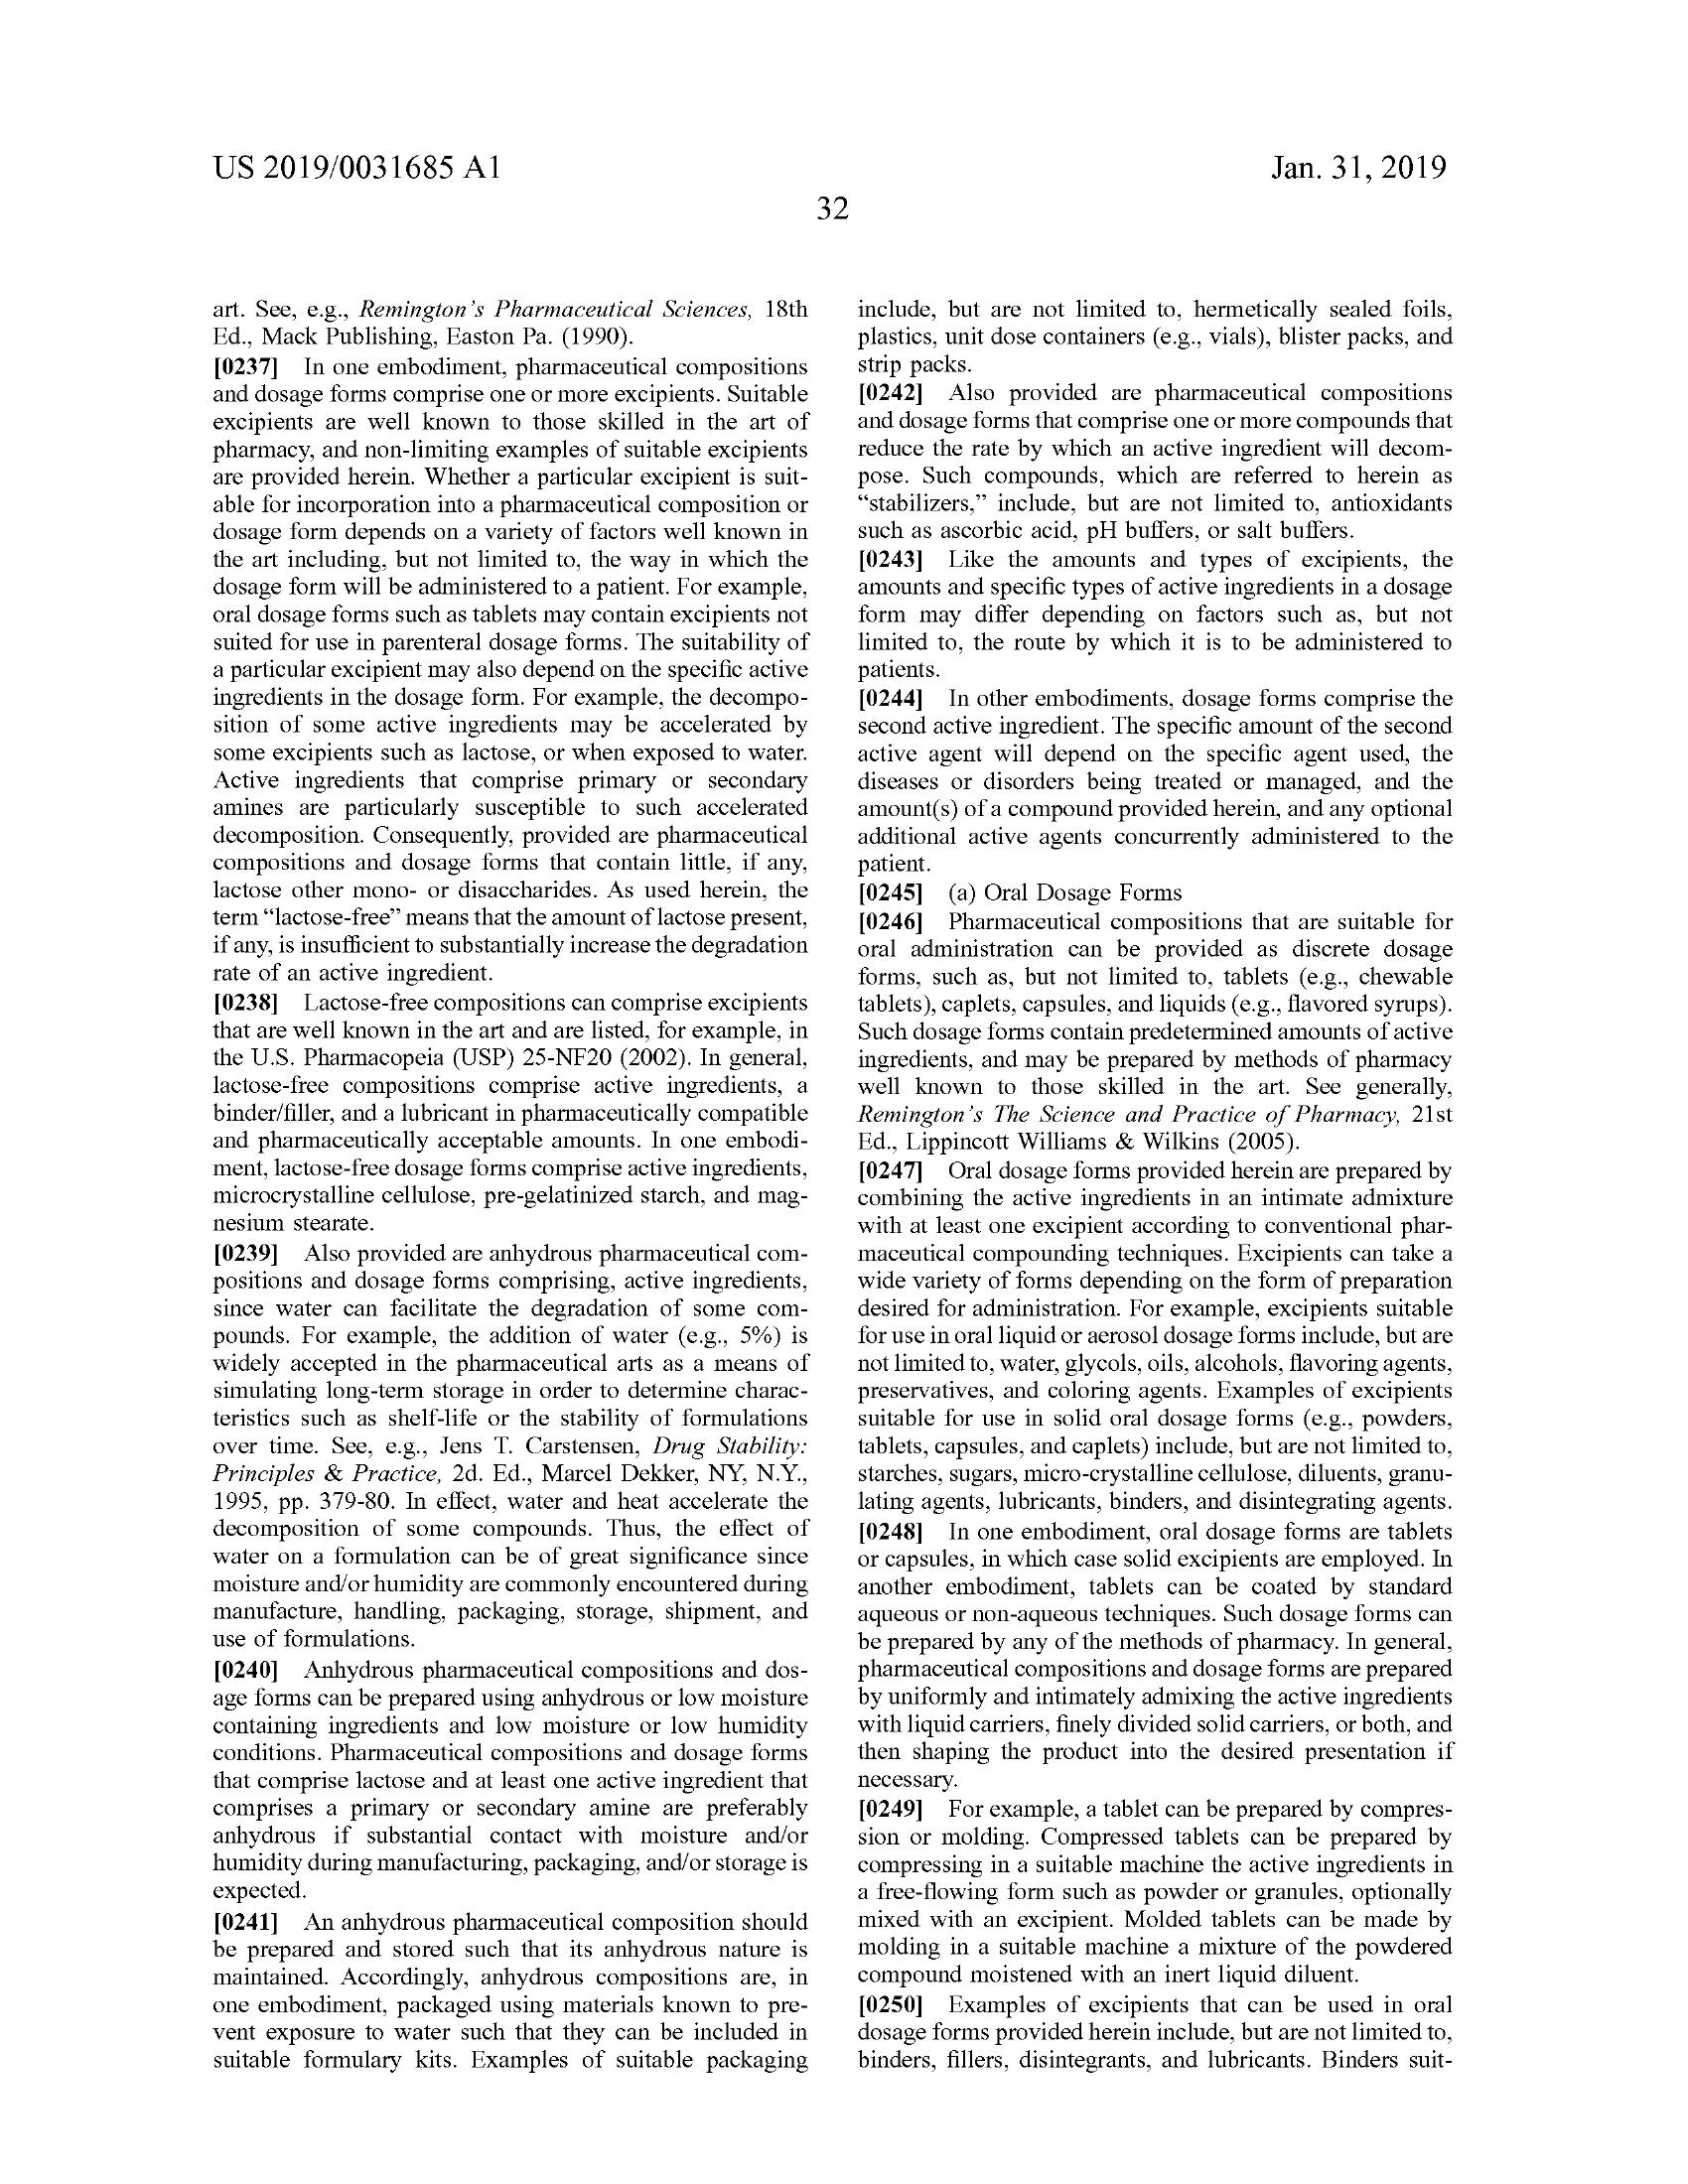 US 2019/0031685 A1
Jan. 31, 2019
32
art. See, e.g., Remington's Pharmaceutical Sciences, 18th
Ed., Mack Publishing, Easton Pa. (1990).
[0237] In one embodiment, pharmaceutical compositions
and dosage forms comprise one or more excipients. Suitable
excipients are well known to those skilled in the art of
pharmacy, and non-limiting examples of suitable excipients
are provided herein. Whether a particular excipient is suit-
able for incorporation into a pharmaceutical composition or
dosage form depends on a variety of factors well known in
the art including, but not limited to, the way in which the
dosage form will be administered to a patient. For example,
oral dosage forms such as tablets may contain excipients not
suited for use in parenteral dosage forms. The suitability of
a particular excipient may also depend on the specific active
ingredients in the dosage form. For example, the decompo-
sition of some active ingredients may be accelerated by
some excipients such as lactose, or when exposed to water.
Active ingredients that comprise primary or secondary
amines are particularly susceptible to such accelerated
decomposition. Consequently, provided are pharmaceutical
compositions and dosage forms that contain little, if any,
lactose other mono- or disaccharides. As used herein, the
term “lactose-free” means that the amount of lactose present,
if any, is insufficient to substantially increase the degradation
rate of an active ingredient.
[0238] Lactose-free compositions can comprise excipients
that are well known in the art and are listed, for example, in
the U.S. Pharmacopeia (USP) 25-NF20 (2002). In general,
lactose-free compositions comprise active ingredients, a
binder/filler, and a lubricant in pharmaceutically compatible
and pharmaceutically acceptable amounts. In one embodi-
ment, lactose-free dosage forms comprise active ingredients,
microcrystalline cellulose, pre-gelatinized starch, and mag-
nesium stearate.
[0239] Also provided are anhydrous pharmaceutical com-
positions and dosage forms comprising, active ingredients,
since water can facilitate the degradation of some com-
pounds. For example, the addition of water (e.g., 5%) is
widely accepted in the pharmaceutical arts as a means of
simulating long-term storage in order to determine charac-
teristics such as shelf-life or the stability of formulations
over time. See, e.g., Jens T. Carstensen, Drug Stability:
Principles & Practice, 2d. Ed., Marcel Dekker, NY, N.Y.,
1995, pp. 379-80. In effect, water and heat accelerate the
decomposition of some compounds. Thus, the effect of
water on a formulation can be of great significance since
moisture and/or humidity are commonly encountered during
manufacture, handling, packaging, storage, shipment, and
use of formulations.
[0240] Anhydrous pharmaceutical compositions and dos-
age forms can be prepared using anhydrous or low moisture
containing ingredients and low moisture or low humidity
conditions. Pharmaceutical compositions and dosage forms
that comprise lactose and at least one active ingredient that
comprises a primary or secondary amine are preferably
anhydrous if substantial contact with moisture and/or
humidity during manufacturing, packaging, and/or storage is
expected.
[0241] An anhydrous pharmaceutical composition should
be prepared and stored such that its anhydrous nature is
maintained. Accordingly, anhydrous compositions are, in
one embodiment, packaged using materials known to pre-
vent exposure to water such that they can be included in
suitable formulary kits. Examples of suitable packaging
include, but are not limited to, hermetically sealed foils,
plastics, unit dose containers (e.g., vials), blister packs, and
strip packs.
[0242] Also provided are pharmaceutical compositions
and dosage forms that comprise one or more compounds that
reduce the rate by which an active ingredient will decom-
pose. Such compounds, which are referred to herein as
“stabilizers,” include, but are not limited to, antioxidants
such as ascorbic acid, pH buffers, or salt buffers.
[0243] Like the amounts and types of excipients, the
amounts and specific types of active ingredients in a dosage
form may differ depending on factors such as, but not
limited to, the route by which it is to be administered to
patients.
[0244] In other embodiments, dosage forms comprise the
second active ingredient. The specific amount of the second
active agent will depend on the specific agent used, the
diseases or disorders being treated or managed, and the
amount(s) of a compound provided herein, and any optional
additional active agents concurrently administered to the
patient.
[0245] (a) Oral Dosage Forms
[0246] Pharmaceutical compositions that are suitable for
oral administration can be provided as discrete dosage
forms, such as, but not limited to, tablets (e.g., chewable
tablets), caplets, capsules, and liquids (e.g., flavored syrups).
Such dosage forms contain predetermined amounts of active
ingredients, and may be prepared by methods of pharmacy
well known to those skilled in the art. See generally,
Remington's The Science and Practice of Pharmacy, 21st
Ed., Lippincott Williams & Wilkins (2005).
[0247] Oral dosage forms provided herein are prepared by
combining the active ingredients in an intimate admixture
with at least one excipient according to conventional phar-
maceutical compounding techniques. Excipients can take a
wide variety of forms depending on the form of preparation
desired for administration. For example, excipients suitable
for use in oral liquid or aerosol dosage forms include, but are
not limited to, water, glycols, oils, alcohols, flavoring agents,
preservatives, and coloring agents. Examples of excipients
suitable for use in solid oral dosage forms (e.g., powders,
tablets, capsules, and caplets) include, but are not limited to,
starches, sugars, micro-crystalline cellulose, diluents, granu-
lating agents, lubricants, binders, and disintegrating agents.
[0248] In one embodiment, oral dosage forms are tablets
or capsules, in which case solid excipients are employed. In
another embodiment, tablets can be coated by standard
aqueous or non-aqueous techniques. Such dosage forms can
be prepared by any of the methods of pharmacy. In general,
pharmaceutical compositions and dosage forms are prepared
by uniformly and intimately admixing the active ingredients
with liquid carriers, finely divided solid carriers, or both, and
then shaping the product into the desired presentation if
necessary.
[0249] For example, a tablet can be prepared by compres-
sion or molding. Compressed tablets can be prepared by
compressing in a suitable machine the active ingredients in
a free-flowing form such as powder or granules, optionally
mixed with an excipient. Molded tablets can be made by
molding in a suitable machine a mixture of the powdered
compound moistened with an inert liquid diluent.
[0250] Examples of excipients that can be used in oral
dosage forms provided herein include, but are not limited to,
binders, fillers, disintegrants, and lubricants. Binders suit-